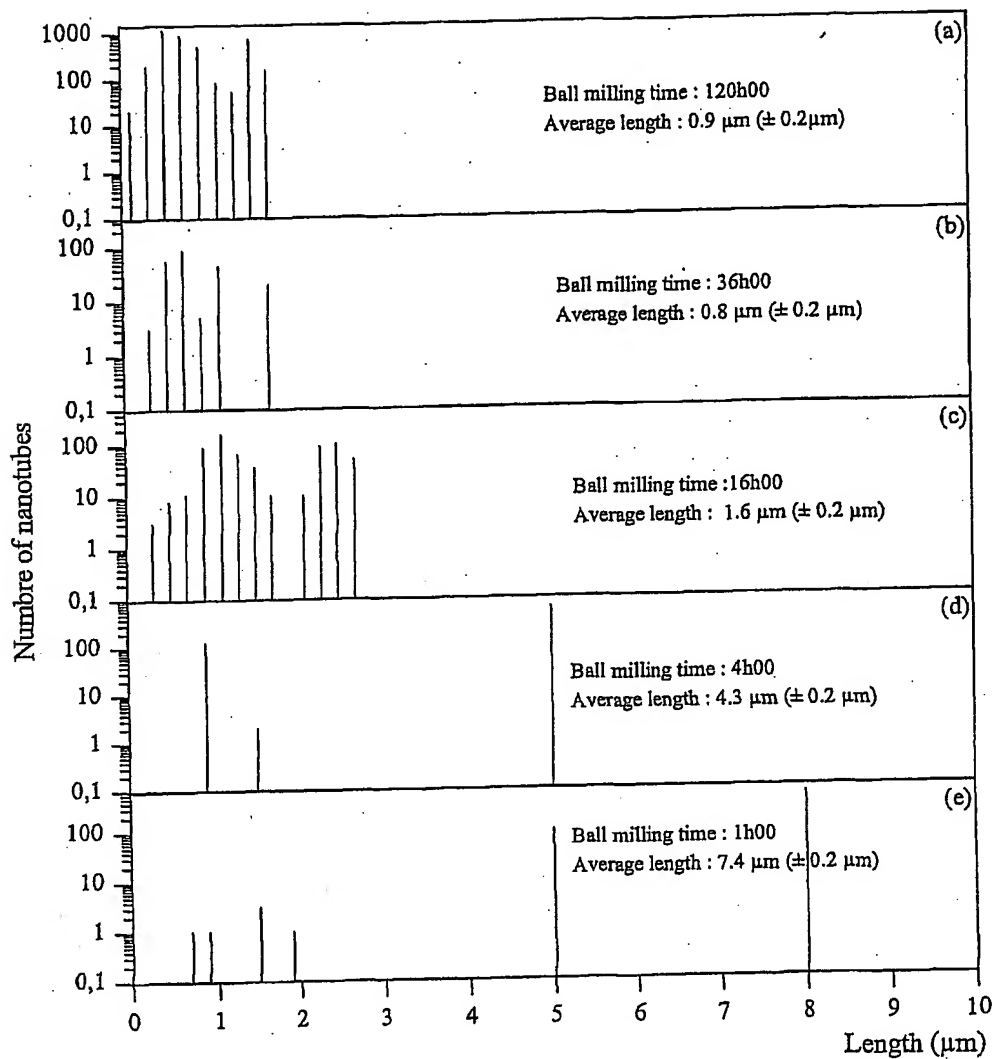 1000
100
10
1
0,1
(a)
Ball milling time : 120h00
Average length : 0.9 μm (± 0.2μm)
100
10
1
0,1
(b)
Ball milling time : 36h00
Average length : 0.8 μm (± 0.2 μm)
100
10
1
0,1
(c)
Ball milling time :16h00
Average length : 1.6 μm (± 0.2 μm)
100
10
1
0,1
(d)
Ball milling time : 4h00
Average length : 4.3 μm (± 0.2 μm)
100
10
1
0,1
(e)
Ball milling time : 1h00
Average length : 7.4 μm (± 0.2 μm)
Numbre of nanotubes
0 1 2 3 4 5 6 7 8 9 10
Length (μm)